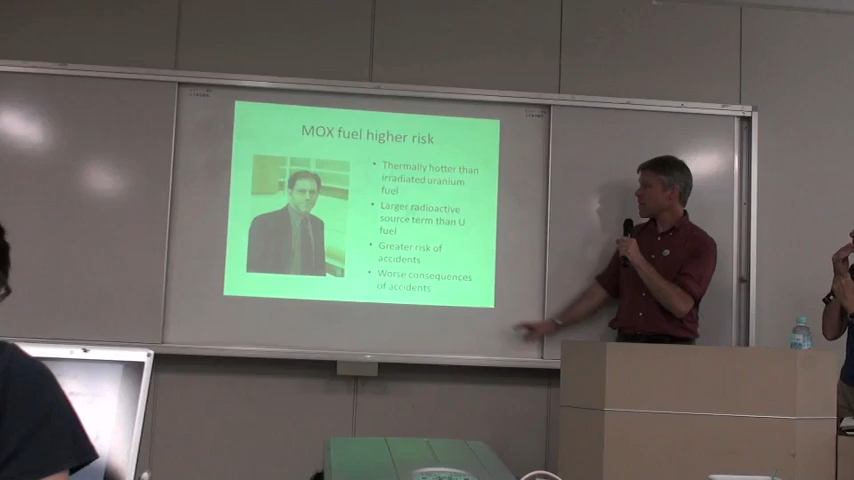 MOX fuel higher risk
• Thermally hotter than
irradiated uranium
fuel
• Larger radioactive
source term than U
fuel
• Greater risk of
accidents
• Worse consequences
of accidents